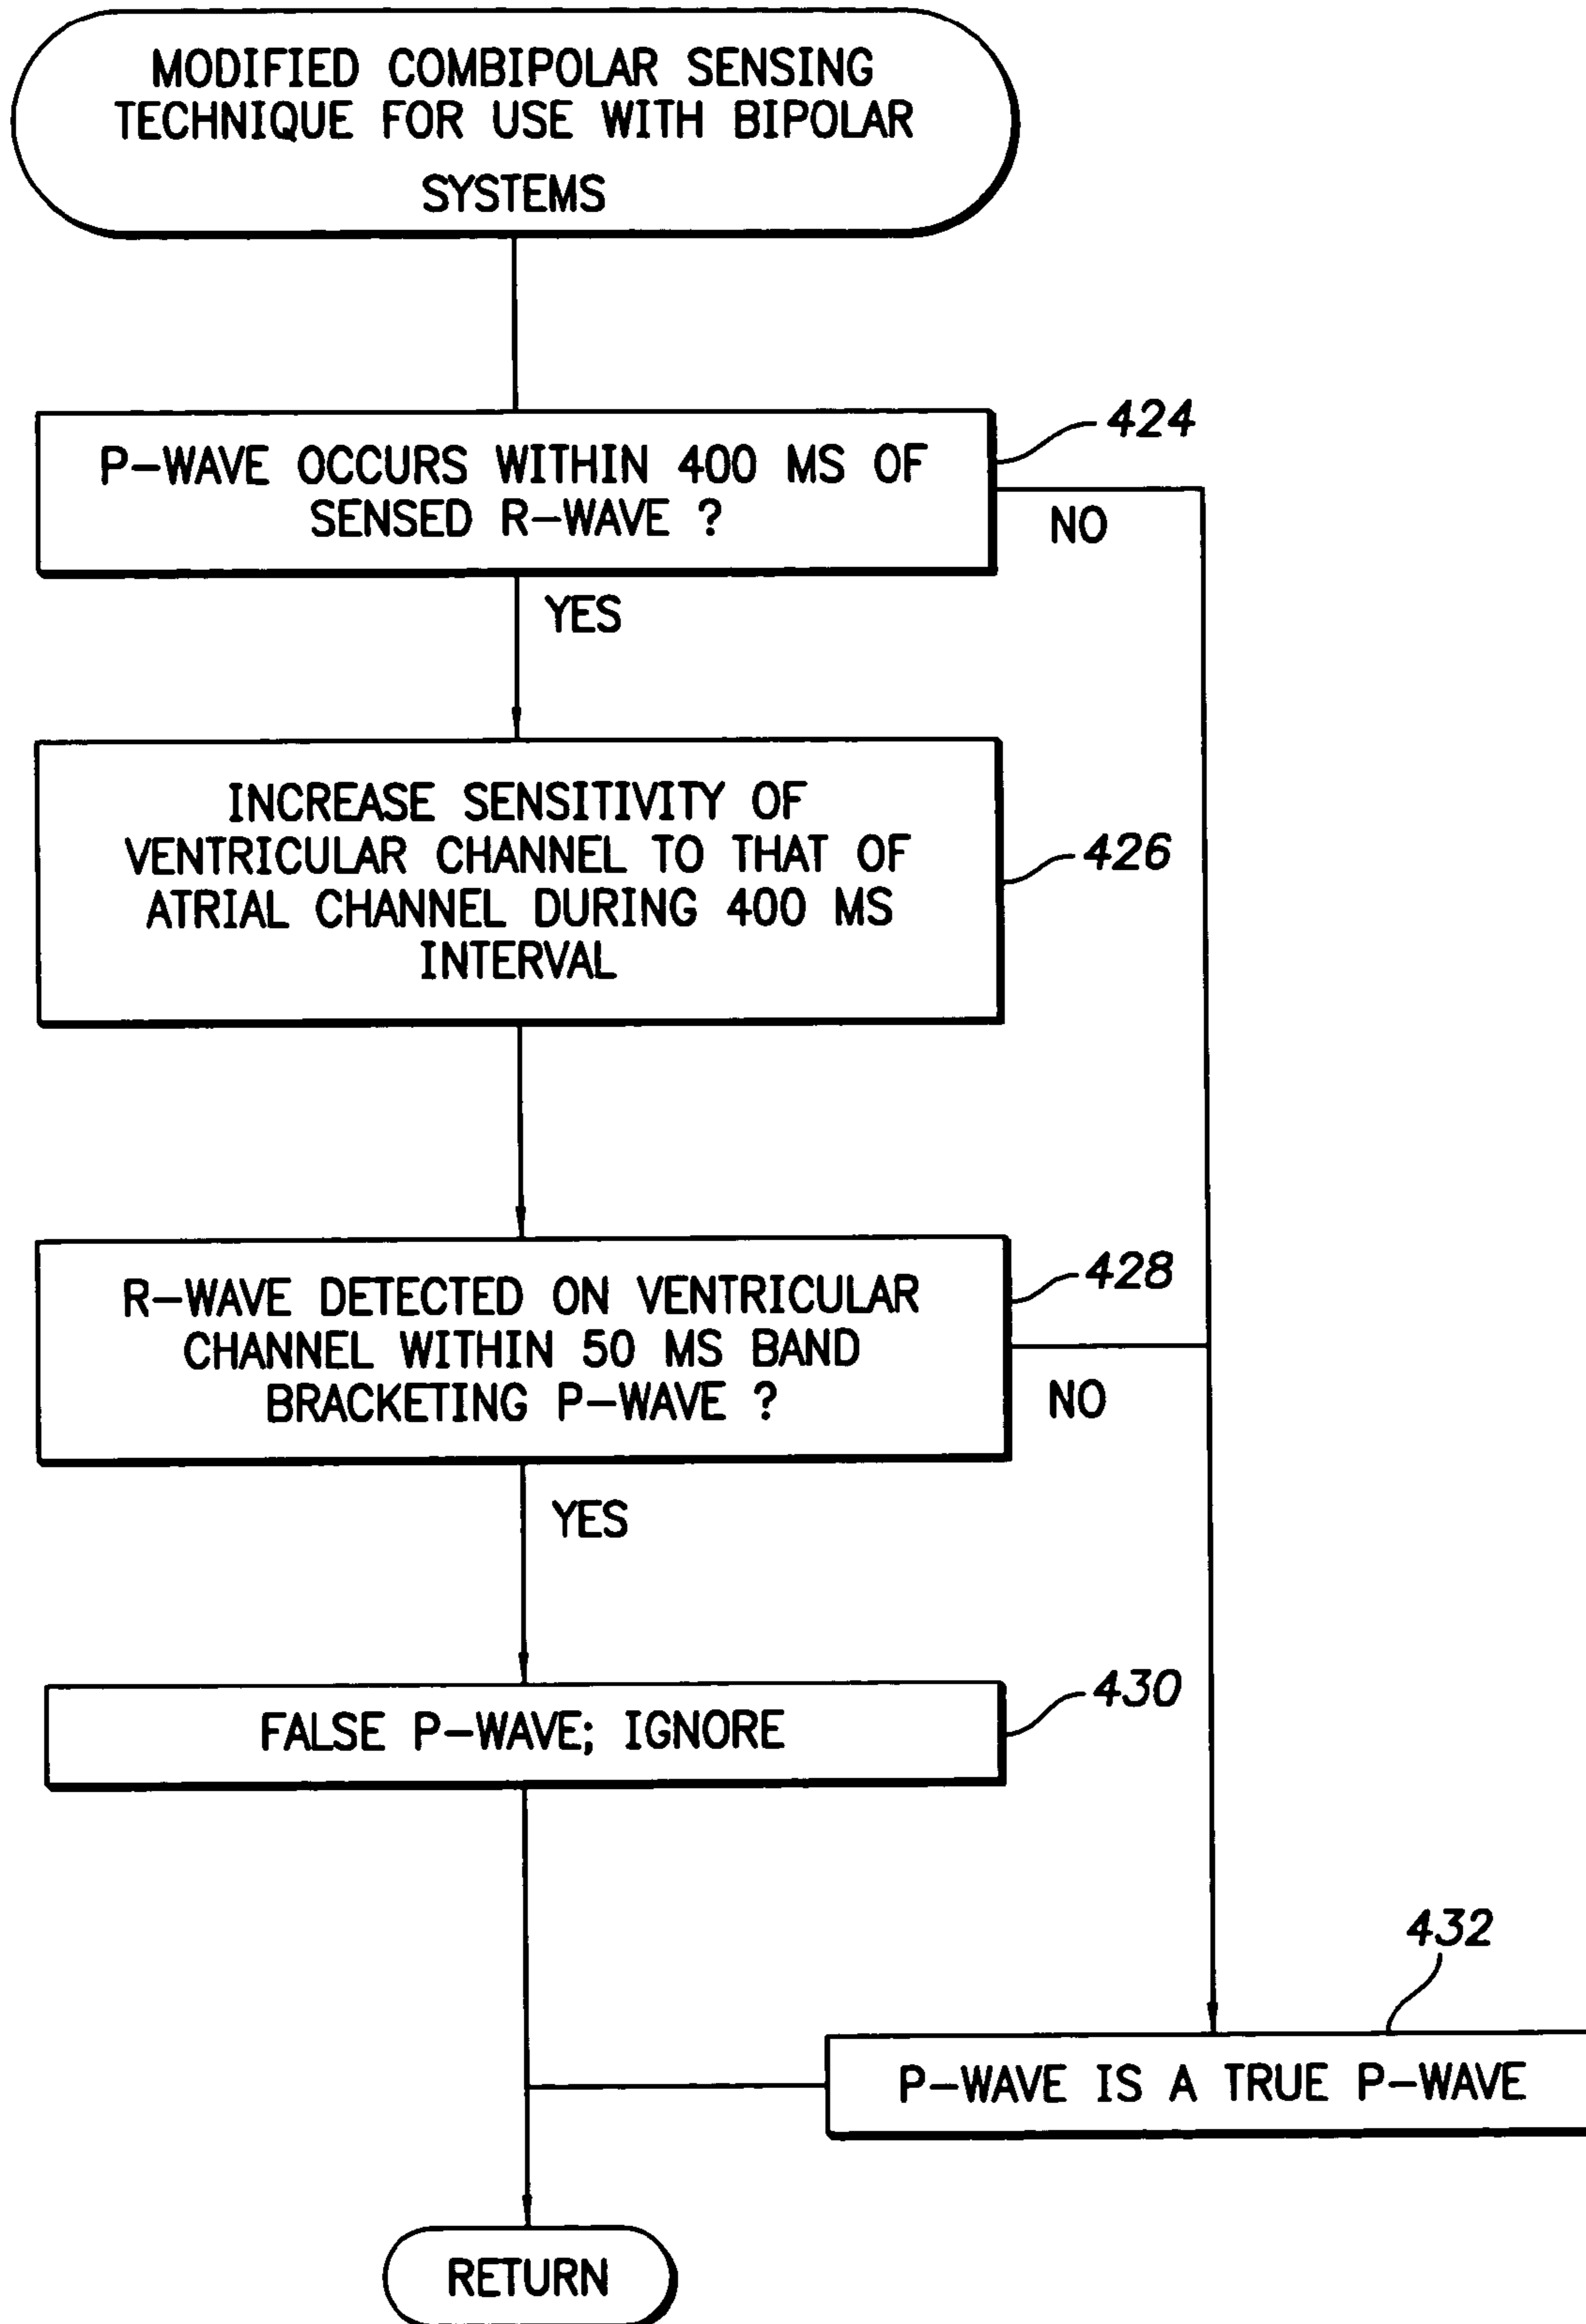 MODIFIED COMBIPOLAR SENSING
TECHNIQUE FOR USE WITH BIPOLAR
SYSTEMS
P-WAVE OCCURS WITHIN 400 MS OF
SENSED R-WAVE ?
424
NO
YES
INCREASE SENSITIVITY OF
VENTRICULAR CHANNEL TO THAT OF
ATRIAL CHANNEL DURING 400 MS
INTERVAL
426
R-WAVE DETECTED ON VENTRICULAR
CHANNEL WITHIN 50 MS BAND
BRACKETING P-WAVE ?
428
NO
YES
FALSE P-WAVE; IGNORE
430
432
P-WAVE IS A TRUE P-WAVE
RETURN